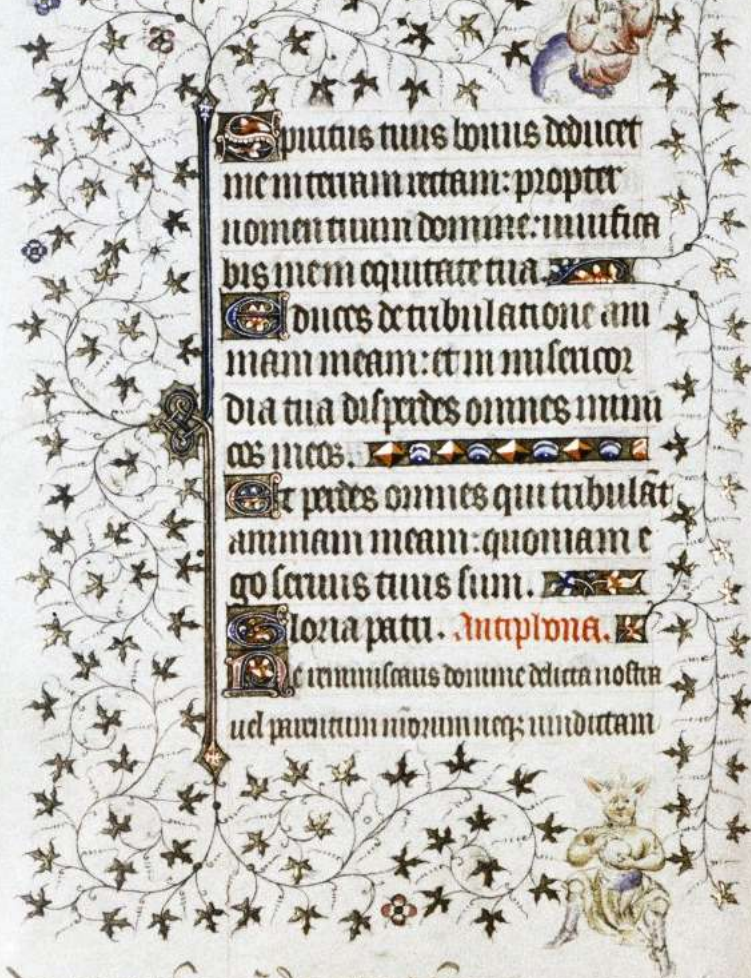 Spiritus tuus bonus deducet
me in terram rectam: propter
nomen tuum domine: uiuifica
bis me in equitate tua.
Educes de tribulatione ani
mam meam: et in misericor
dia tua disperdes omnes inimi
cos meos.
Et perdes omnes qui tribulāt
animam meam: quoniam e
go seruus tuus sum.
Gloria patri. Antiphona.
Ne reminiscaris domine delicta nostra
uel parentum nr̄orum neqꝫ uindictam